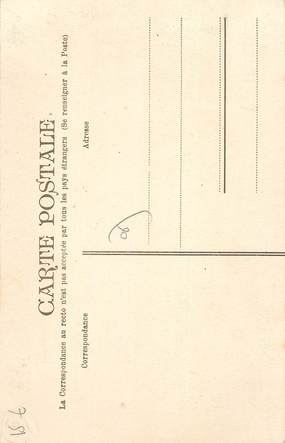 CARTE POSTALE
La Correspondance au recto n'est pas acceptée par tous les pays étrangers (Se renseigner à la Poste)
Correspondance
Adresse